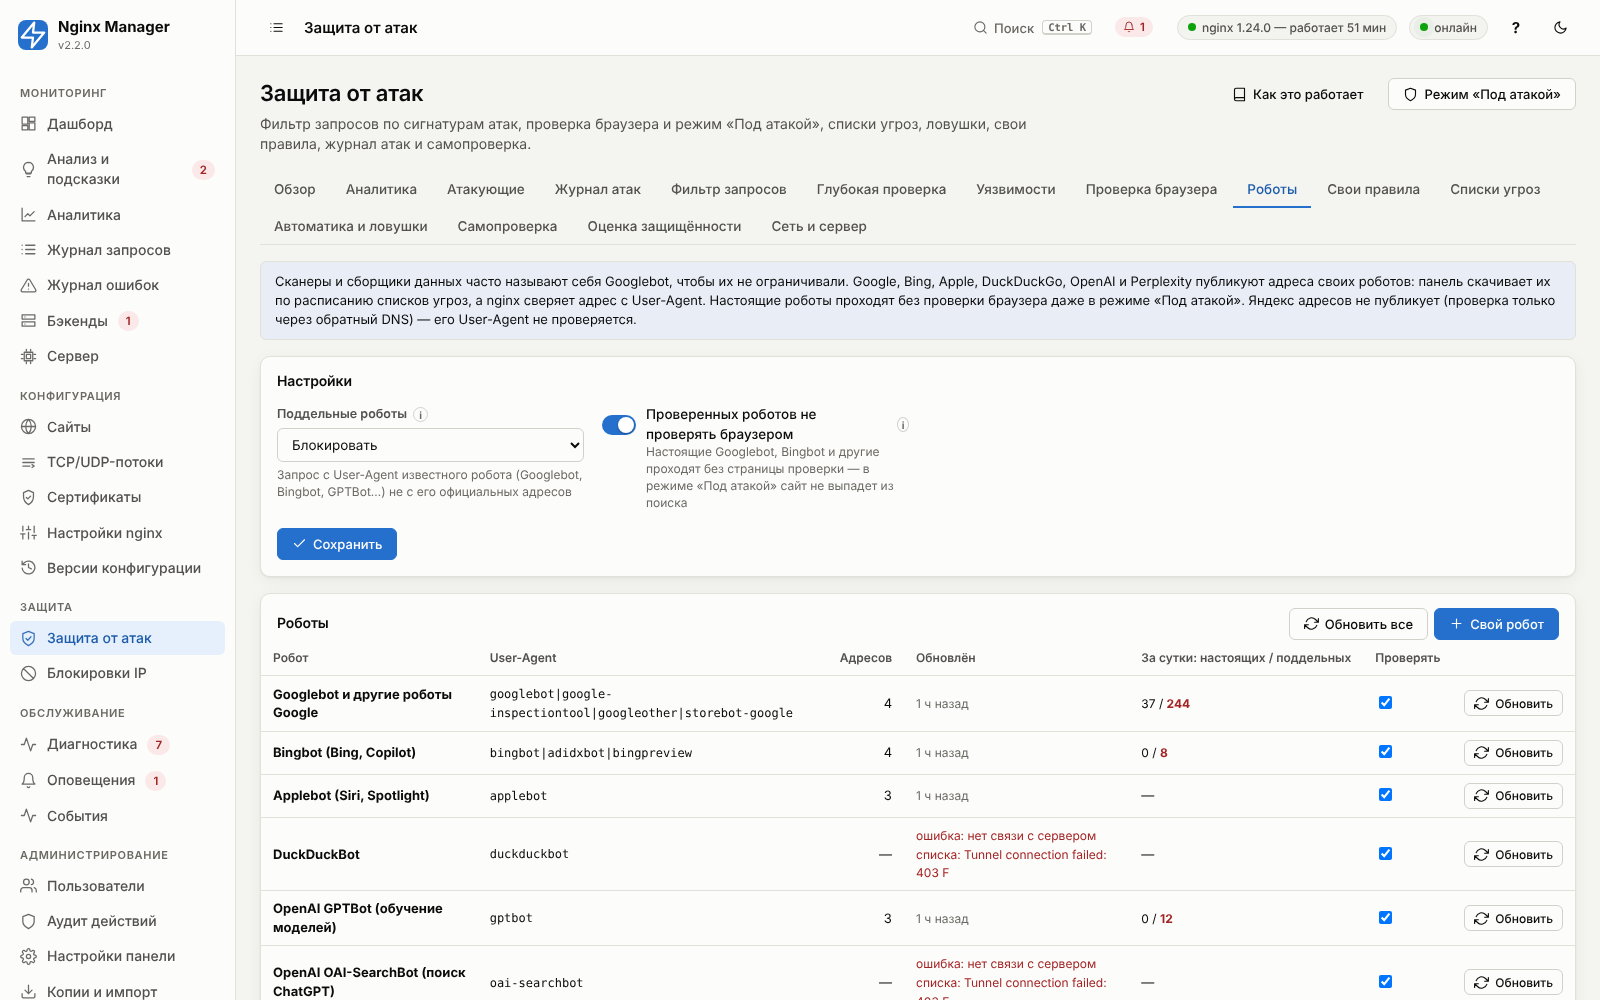 Nginx Manager
v2.2.0
МОНИТОРИНГ
Дашборд
Анализ и подсказки 2
Аналитика
Журнал запросов
Журнал ошибок
Бэкенды 1
Сервер
КОНФИГУРАЦИЯ
Сайты
TCP/UDP-потоки
Сертификаты
Настройки nginx
Версии конфигурации
ЗАЩИТА
Защита от атак
Блокировки IP
ОБСЛУЖИВАНИЕ
Диагностика 7
Оповещения 1
События
АДМИНИСТРИРОВАНИЕ
Пользователи
Аудит действий
Настройки панели
Копии и импорт
Защита от атак
Поиск Ctrl K 1 nginx 1.24.0 — работает 51 мин онлайн ?
Защита от атак
Как это работает Режим «Под атакой»
Фильтр запросов по сигнатурам атак, проверка браузера и режим «Под атакой», списки угроз, ловушки, свои
правила, журнал атак и самопроверка.
Обзор Аналитика Атакующие Журнал атак Фильтр запросов Глубокая проверка Уязвимости Проверка браузера Роботы Свои правила Списки угроз
Автоматика и ловушки Самопроверка Оценка защищённости Сеть и сервер
Сканеры и сборщики данных часто называют себя Googlebot, чтобы их не ограничивали. Google, Bing, Apple, DuckDuckGo, OpenAI и Perplexity публикуют адреса своих роботов: панель скачивает их
по расписанию списков угроз, а nginx сверяет адрес с User-Agent. Настоящие роботы проходят без проверки браузера даже в режиме «Под атакой». Яндекс адресов не публикует (проверка только
через обратный DNS) — его User-Agent не проверяется.
Настройки
Поддельные роботы i
Блокировать
Запрос с User-Agent известного робота (Googlebot,
Bingbot, GPTBot…) не с его официальных адресов
Проверенных роботов не
проверять браузером i
Настоящие Googlebot, Bingbot и другие
проходят без страницы проверки — в
режиме «Под атакой» сайт не выпадет из
поиска
Сохранить
Роботы
Обновить все Свой робот
Робот User-Agent Адресов Обновлён За сутки: настоящих / поддельных Проверять
Googlebot и другие роботы Google googlebot|google-inspectiontool|googleother|storebot-google 4 1 ч назад 37 / 244 Обновить
Bingbot (Bing, Copilot) bingbot|adidxbot|bingpreview 4 1 ч назад 0 / 8 Обновить
Applebot (Siri, Spotlight) applebot 3 1 ч назад — Обновить
DuckDuckBot duckduckbot — ошибка: нет связи с сервером списка: Tunnel connection failed: 403 F — Обновить
OpenAI GPTBot (обучение моделей) gptbot 3 1 ч назад 0 / 12 Обновить
OpenAI OAI-SearchBot (поиск ChatGPT) oai-searchbot — ошибка: нет связи с сервером списка: Tunnel connection failed: 403 F — Обновить